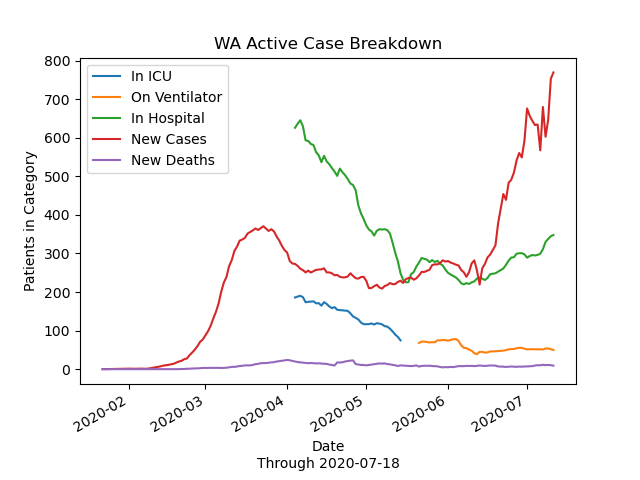 WA Active Case Breakdown
800
700
600
500
400
300
200
100
0
Patients in Category
In ICU
On Ventilator
In Hospital
New Cases
New Deaths
2020-02
2020-03
2020-04
2020-05
2020-06
2020-07
Date
Through 2020-07-18